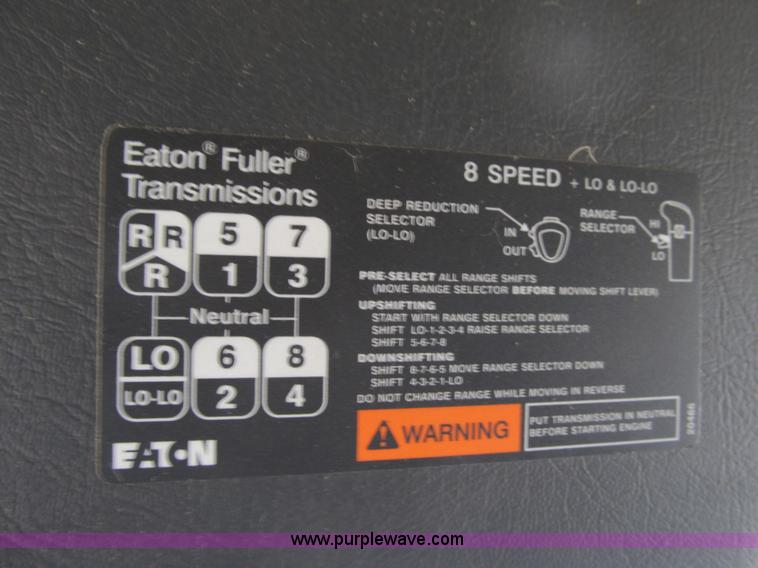 Eaton® Fuller®
Transmissions
8 SPEED + LO & LO-LO
R R
R
5
1
7
3
Neutral
LO
LO-LO
6
2
8
4
EATON
DEEP REDUCTION
SELECTOR
(LO-LO)
IN
OUT
RANGE
SELECTOR
HI
LO
PRE-SELECT ALL RANGE SHIFTS
(MOVE RANGE SELECTOR BEFORE MOVING SHIFT LEVER)
UPSHIFTING
START WITH RANGE SELECTOR DOWN
SHIFT LO-1-2-3-4 RAISE RANGE SELECTOR
SHIFT 5-6-7-8
DOWNSHIFTING
SHIFT 8-7-6-5 MOVE RANGE SELECTOR DOWN
SHIFT 4-3-2-1-LO
DO NOT CHANGE RANGE WHILE MOVING IN REVERSE
WARNING
PUT TRANSMISSION IN NEUTRAL
BEFORE STARTING ENGINE
20466
www.purplewave.com